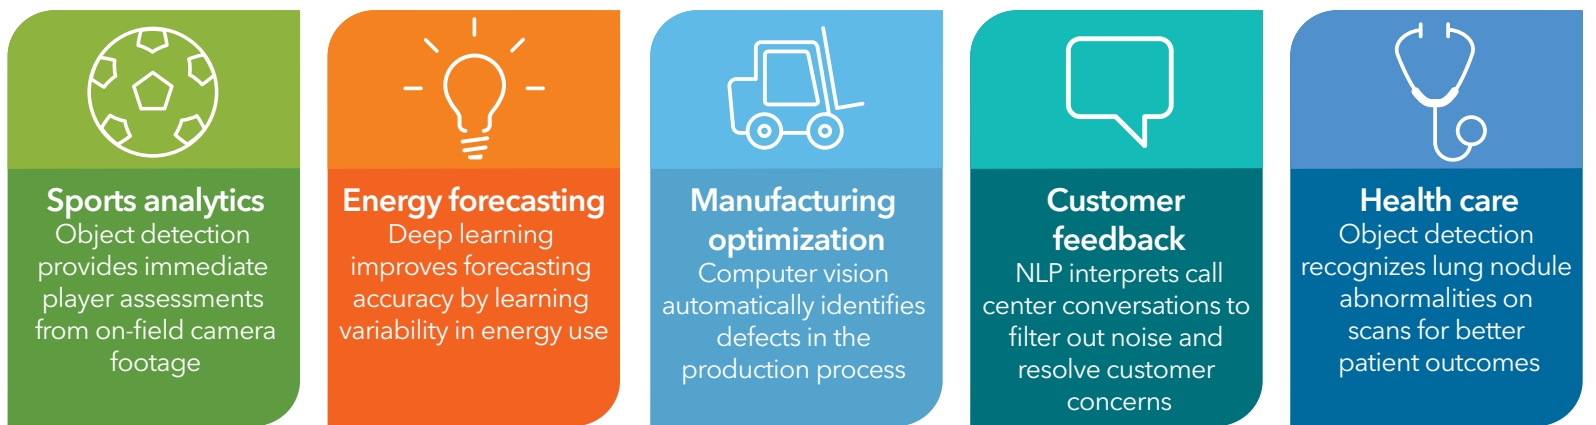 Sports analytics
Object detection
provides immediate
player assessments
from on-field camera
footage
Energy forecasting
Deep learning
improves forecasting
accuracy by learning
variability in energy use
Manufacturing
optimization
Computer vision
automatically identifies
defects in the
production process
Customer
feedback
NLP interprets call
center conversations to
filter out noise and
resolve customer
concerns
Health care
Object detection
recognizes lung nodule
abnormalities on
scans for better
patient outcomes